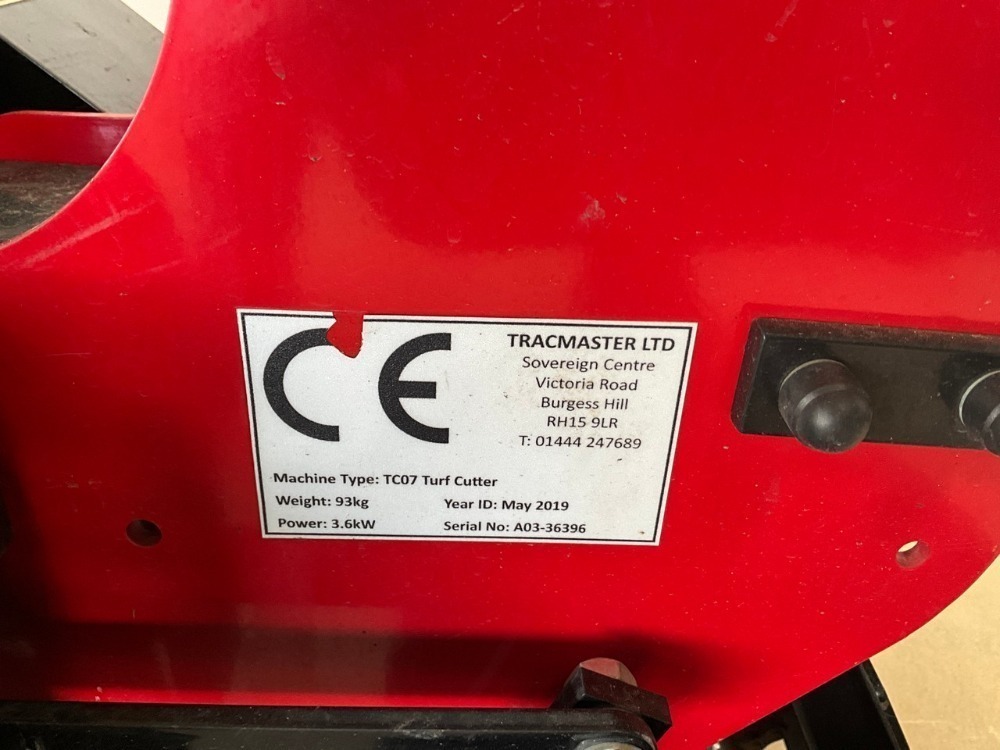 CE
TRACMASTER LTD
Sovereign Centre
Victoria Road
Burgess Hill
RH15 9LR
T: 01444 247689
Machine Type: TC07 Turf Cutter
Weight: 93kg Year ID: May 2019
Power: 3.6kW Serial No: A03-36396